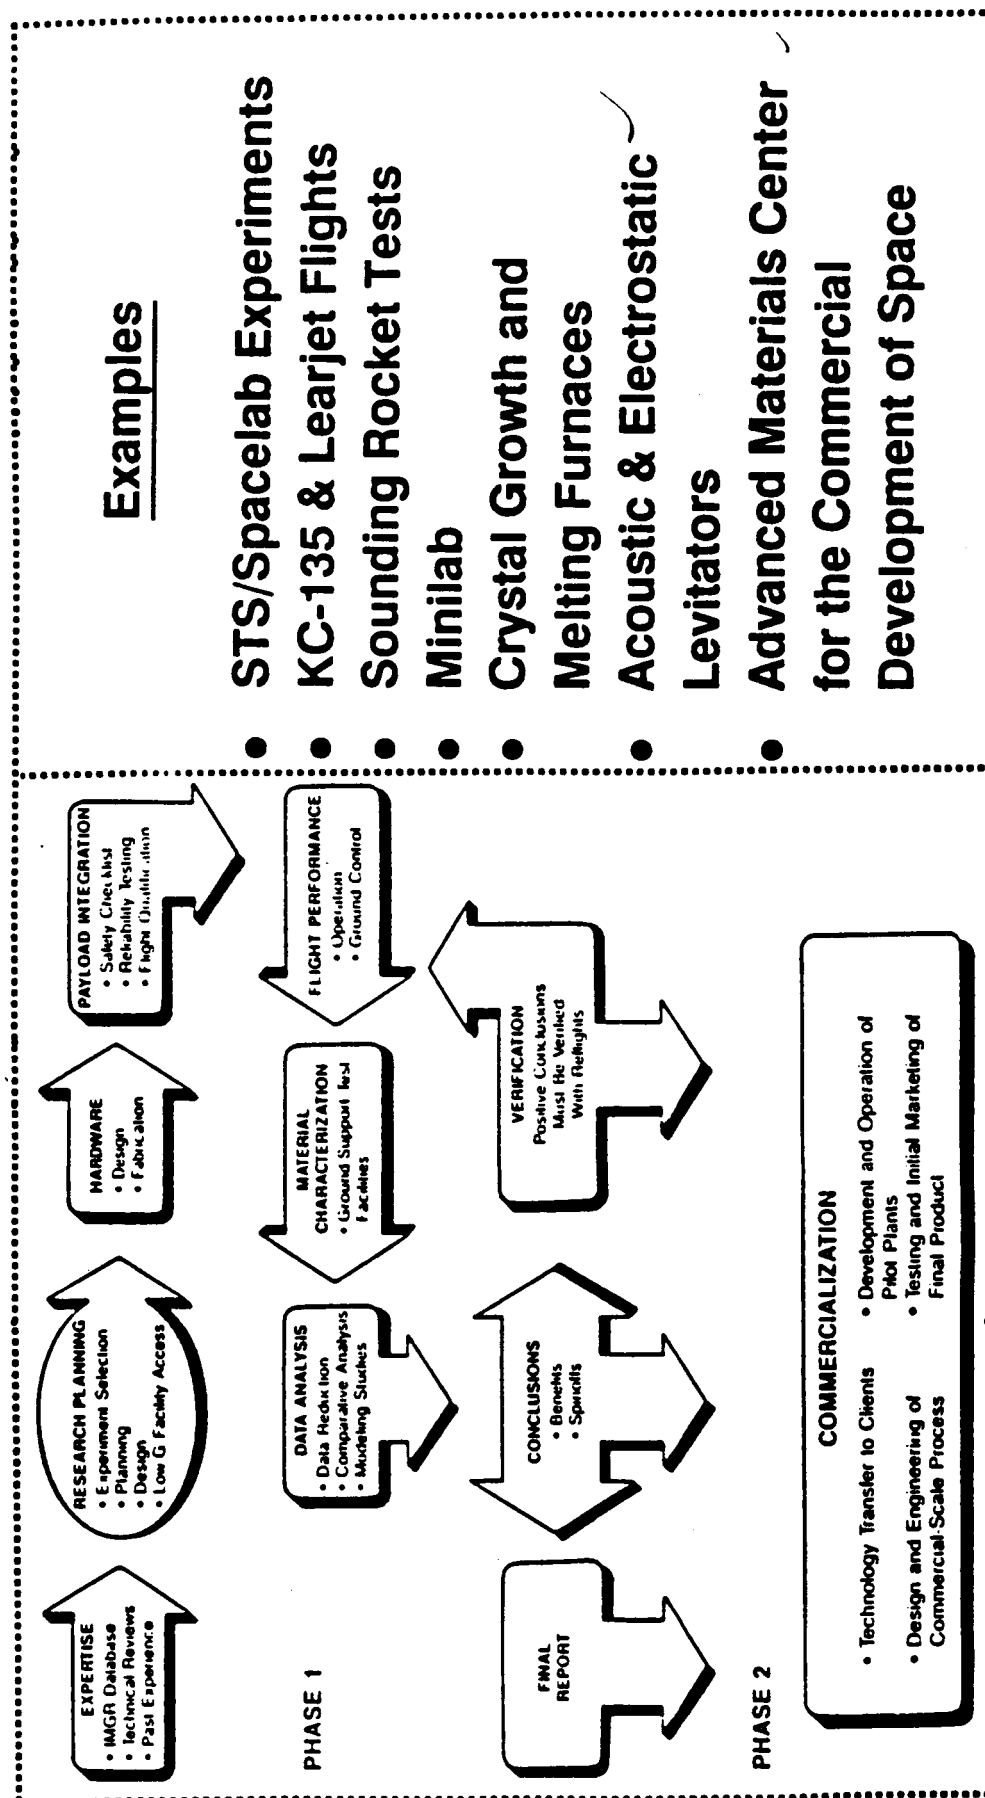 EXPERTISE
• IMGR Database
• Technical Reviews
• Past Experience
RESEARCH PLANNING
• Experiment Selection
• Planning
• Design
• Low G Facility Access
HARDWARE
• Design
• Fabrication
PAYLOAD INTEGRATION
• Safety Checklist
• Reliability Testing
• Flight Qualification
PHASE 1
DATA ANALYSIS
• Data Reduction
• Comparative Analysis
• Modeling Studies
MATERIAL
CHARACTERIZATION
• Ground Support Test
Facilities
FLIGHT PERFORMANCE
• Operation
• Ground Control
FINAL
REPORT
CONCLUSIONS
• Benefits
• Spinoffs
VERIFICATION
Positive Conclusions
Must Be Verified
With Reflights
PHASE 2
COMMERCIALIZATION
• Technology Transfer to Clients
• Design and Engineering of
Commercial-Scale Process
• Development and Operation of
Pilot Plants
• Testing and Initial Marketing of
Final Product
Examples
• STS/Spacelab Experiments
• KC-135 & Learjet Flights
• Sounding Rocket Tests
• Minilab
• Crystal Growth and
Melting Furnaces
• Acoustic & Electrostatic
Levitators
• Advanced Materials Center
for the Commercial
Development of Space